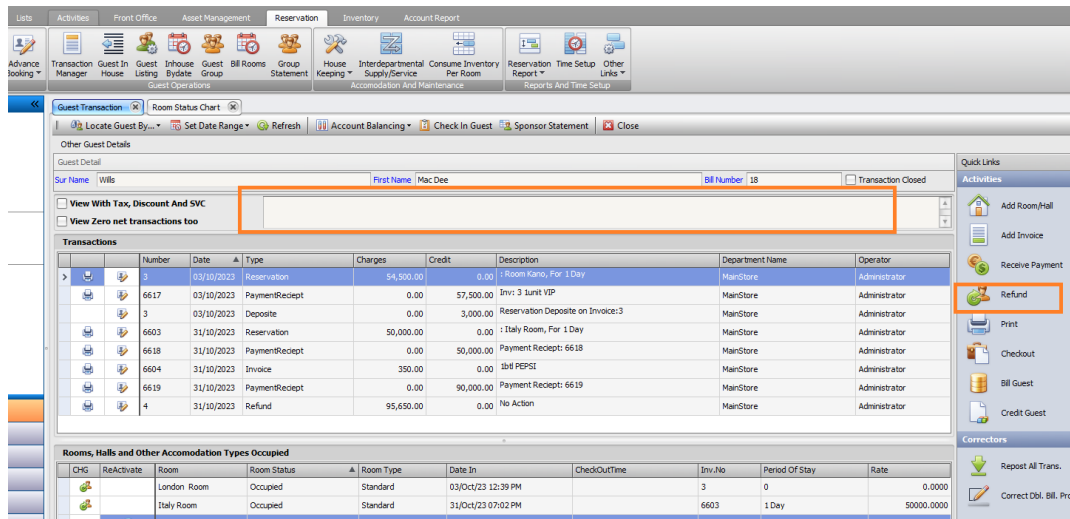 Lists Activities Front Office Asset Management Reservation Inventory Account Report
Advance Transaction Guest In Guest Inhouse Guest Bill Rooms Group House Interdepartmental Consume Inventory Reservation Time Setup Other
Booking Manager House Listing Bydate Group Statement Keeping Supply/Service Per Room Report Links
Guest Operations Accomodation And Maintenance Reports And Time Setup
Guest Transaction Room Status Chart
Locate Guest By... Set Date Range Refresh Account Balancing Check In Guest Sponsor Statement Close
Other Guest Details
Guest Detail Quick Links
Sur Name Wills First Name Mac Dee Bill Number 18 Transaction Closed Activities
View With Tax, Discount And SVC Add Room/Hall
View Zero net transactions too
Transactions Add Invoice
Number Date Type Charges Credit Description Department Name Operator
3 03/10/2023 Reservation 54,500.00 0.00 : Room Kano, For 1 Day MainStore Administrator Receive Payment
6617 03/10/2023 PaymentReciept 0.00 57,500.00 Inv: 3 1unit VIP MainStore Administrator Refund
3 03/10/2023 Deposite 0.00 3,000.00 Reservation Deposite on Invoice:3 MainStore Administrator
6603 31/10/2023 Reservation 50,000.00 0.00 : Italy Room, For 1 Day MainStore Administrator Print
6618 31/10/2023 PaymentReciept 0.00 50,000.00 Payment Reciept: 6618 MainStore Administrator Checkout
6604 31/10/2023 Invoice 350.00 0.00 1btl PEPSI MainStore Administrator
6619 31/10/2023 PaymentReciept 0.00 90,000.00 Payment Reciept: 6619 MainStore Administrator Bill Guest
4 31/10/2023 Refund 95,650.00 0.00 No Action MainStore Administrator
Credit Guest
Correctors
Rooms, Halls and Other Accomodation Types Occupied
CHG ReActivate Room Room Status Room Type Date In CheckOutTime Inv.No Period Of Stay Rate Repost All Trans.
London Room Occupied Standard 03/Oct/23 12:39 PM 3 0 0.0000
Italy Room Occupied Standard 31/Oct/23 07:02 PM 6603 1 Day 50000.0000 Correct Dbl. Bill. Pro